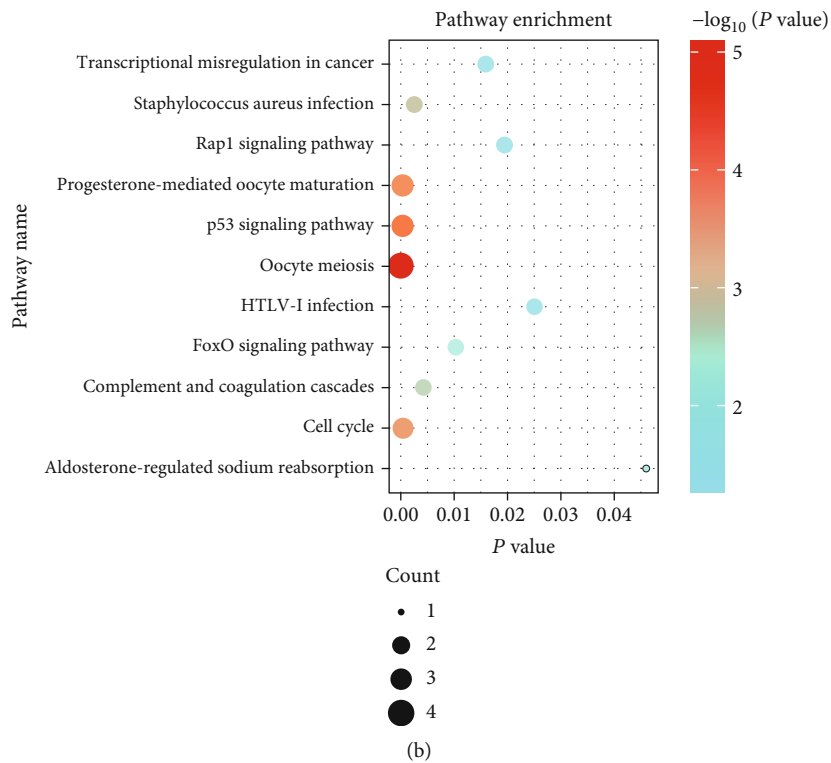 Pathway enrichment
−log10 (P value)
Pathway name
Transcriptional misregulation in cancer
Staphylococcus aureus infection
Rap1 signaling pathway
Progesterone-mediated oocyte maturation
p53 signaling pathway
Oocyte meiosis
HTLV-I infection
FoxO signaling pathway
Complement and coagulation cascades
Cell cycle
Aldosterone-regulated sodium reabsorption
5
4
3
2
0.00 0.01 0.02 0.03 0.04
P value
Count
1
2
3
4
(b)